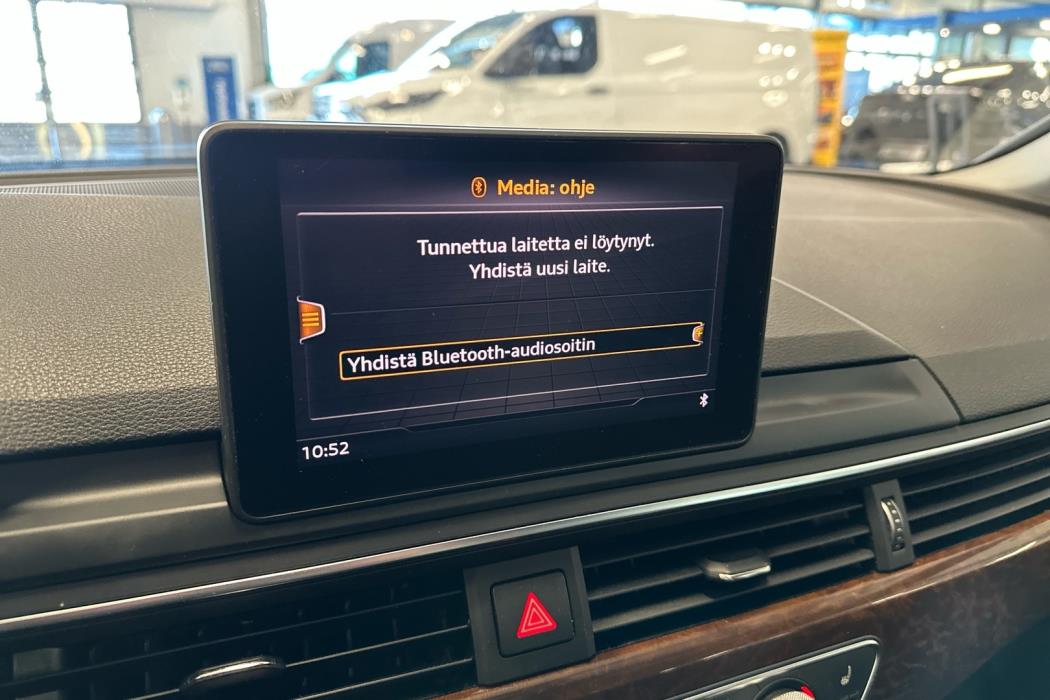 Media: ohje
Tunnettua laitetta ei löytynyt.
Yhdistä uusi laite.
Yhdistä Bluetooth-audiosoitin
10:52